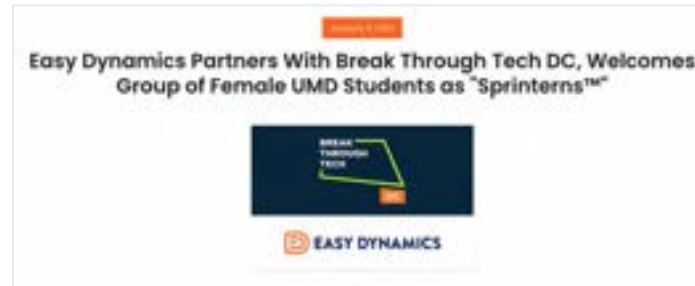 Easy Dynamics Partners With Break Through Tech DC, Welcomes
Group of Female UMD Students as "Sprinterns™"
BREAK
THROUGH
TECH
DC
EASY DYNAMICS